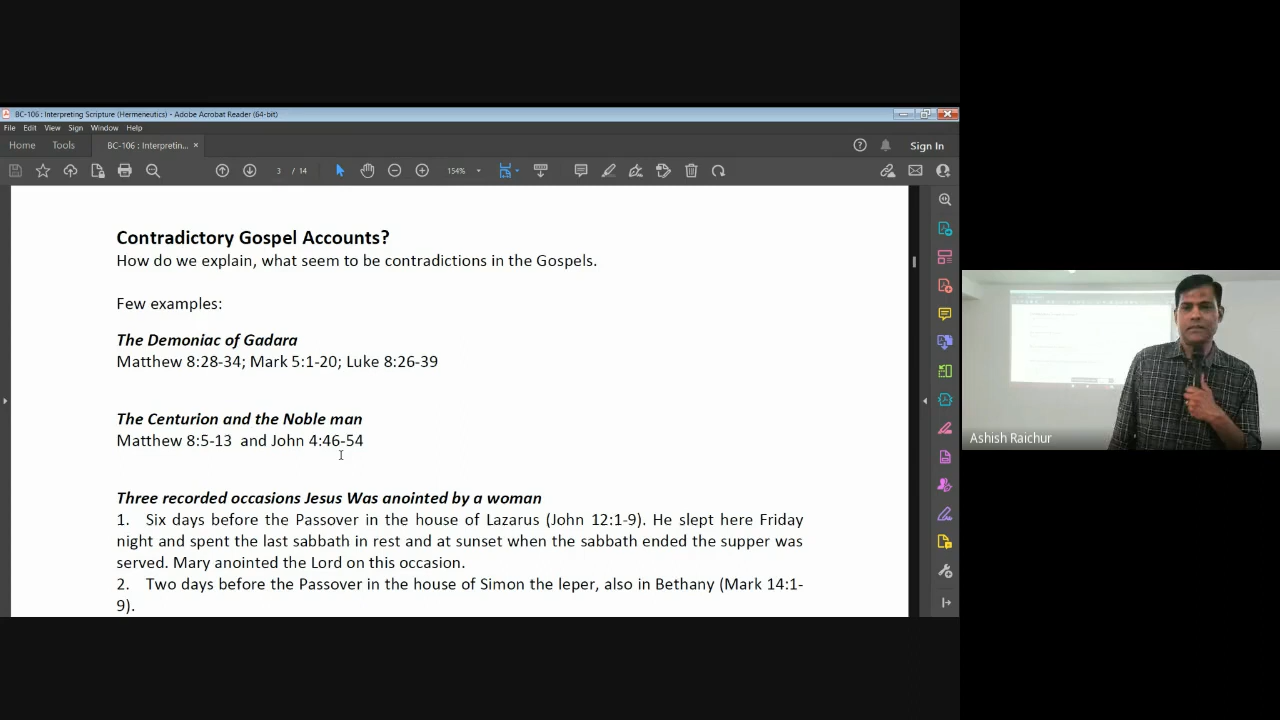 BC-106 : Interpreting Scripture (Hermeneutics) - Adobe Acrobat Reader (64-bit)
File Edit View Sign Window Help
Home Tools BC-106 : Interpretin... × Sign In
3 / 14 154%
Contradictory Gospel Accounts?
How do we explain, what seem to be contradictions in the Gospels.
Few examples:
The Demoniac of Gadara
Matthew 8:28-34; Mark 5:1-20; Luke 8:26-39
The Centurion and the Noble man
Matthew 8:5-13 and John 4:46-54
Three recorded occasions Jesus Was anointed by a woman
1. Six days before the Passover in the house of Lazarus (John 12:1-9). He slept here Friday
night and spent the last sabbath in rest and at sunset when the sabbath ended the supper was
served. Mary anointed the Lord on this occasion.
2. Two days before the Passover in the house of Simon the leper, also in Bethany (Mark 14:1-
9).
Ashish Raichur